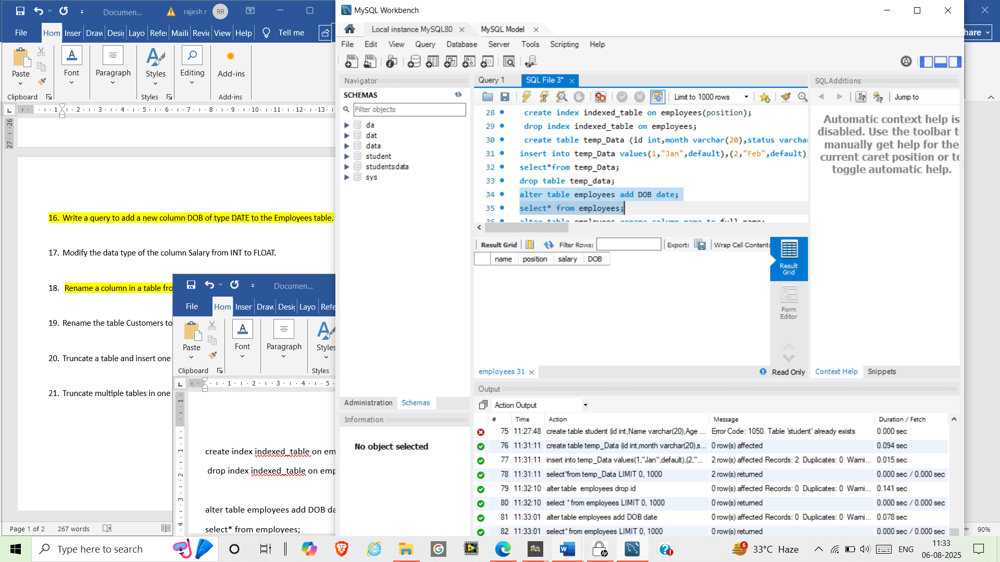 Documen...
rajesh r
RR
File
Hom
Inser
Draw
Layo
Refer
Maili
View
Help
Tell me
Paste
Font
Paragraph
Styles
Editing
Add-ins
Clipboard
Styles
Add-ins
16. Write a query to add a new column DOB of type DATE to the Employees table.
17. Modify the data type of the column Salary from INT to FLOAT.
18. Rename a column in a table fro
19. Rename the table Customers to
20. Truncate a table and insert one
21. Truncate multiple tables in one
Page 1 of 2
267 words
Documen...
File
Hom
Inser
Draw
Layo
Refe
Paste
Font
Paragraph
Styles
Clipboard
Styles
create index indexed_table on em
drop index indexed_table on emp
alter table employees add DOB da
select* from employees;
MySQL Workbench
Local instance MySQL80
MySQL Model
File Edit View Query Database Server Tools Scripting Help
Navigator
SCHEMAS
Filter objects
da
dat
data
student
studentsdata
sys
Administration
Schemas
Information
No object selected
Query 1
SQL File 3*
Limit to 1000 rows
28 create index indexed_table on employees(position);
29 drop index indexed_table on employees;
30 create table temp_Data (id int,month varchar(20),status varcha
31 insert into temp_Data values(1,"Jan",default),(2,"Feb",default)
32 select*from temp_Data;
33 drop table temp_data;
34 alter table employees add DOB date;
35 select* from employees;
Result Grid
Filter Rows:
Export:
Wrap Cell Content:
name position salary DOB
Result Grid
Form Editor
employees 31
Read Only
SQLAdditions
Jump to
Automatic context help is
disabled. Use the toolbar t
manually get help for the
current caret position or to
toggle automatic help.
Context Help
Snippets
Output
Action Output
# Time Action Message Duration / Fetch
75 11:27:48 create table student (id int,Name varchar(20),Age ... Error Code: 1050. Table 'student' already exists 0.000 sec
76 11:31:11 create table temp_Data (id int,month varchar(20),s... 0 row(s) affected 0.094 sec
77 11:31:11 insert into temp_Data values(1,"Jan",default),(2,"... 2 row(s) affected Records: 2 Duplicates: 0 Warni... 0.015 sec
78 11:31:11 select*from temp_Data LIMIT 0, 1000 2 row(s) returned 0.000 sec / 0.000 sec
79 11:32:10 alter table employees drop id 0 row(s) affected Records: 0 Duplicates: 0 Warni... 0.141 sec
80 11:32:10 select * from employees LIMIT 0, 1000 0 row(s) returned 0.000 sec / 0.000 sec
81 11:33:01 alter table employees add DOB date 0 row(s) affected Records: 0 Duplicates: 0 Warni... 0.078 sec
82 11:33:01 select* from employees LIMIT 0, 1000 0 row(s) returned 0.000 sec / 0.000 sec
hare
90%
Type here to search
33°C Haze
ENG
11:33
06-08-2025